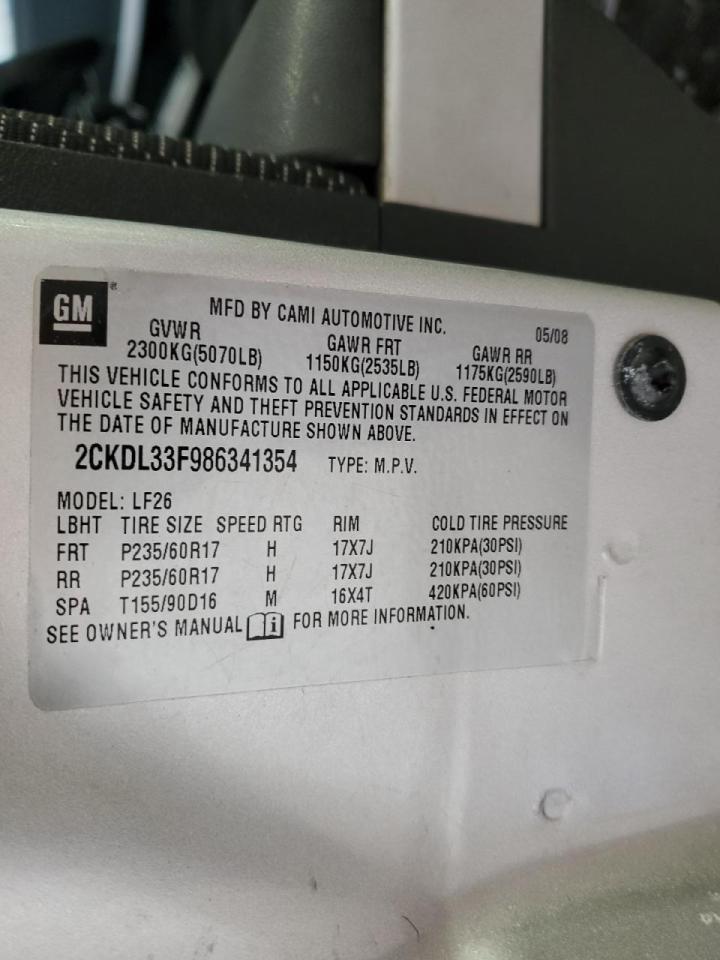 GM ®
MFD BY CAMI AUTOMOTIVE INC. 05/08
GVWR GAWR FRT GAWR RR
2300KG(5070LB) 1150KG(2535LB) 1175KG(2590LB)
THIS VEHICLE CONFORMS TO ALL APPLICABLE U.S. FEDERAL MOTOR
VEHICLE SAFETY AND THEFT PREVENTION STANDARDS IN EFFECT ON
THE DATE OF MANUFACTURE SHOWN ABOVE.
2CKDL33F986341354 TYPE: M.P.V.
MODEL: LF26
LBHT TIRE SIZE SPEED RTG RIM COLD TIRE PRESSURE
FRT P235/60R17 H 17X7J 210KPA(30PSI)
RR P235/60R17 H 17X7J 210KPA(30PSI)
SPA T155/90D16 M 16X4T 420KPA(60PSI)
SEE OWNER'S MANUAL i FOR MORE INFORMATION.